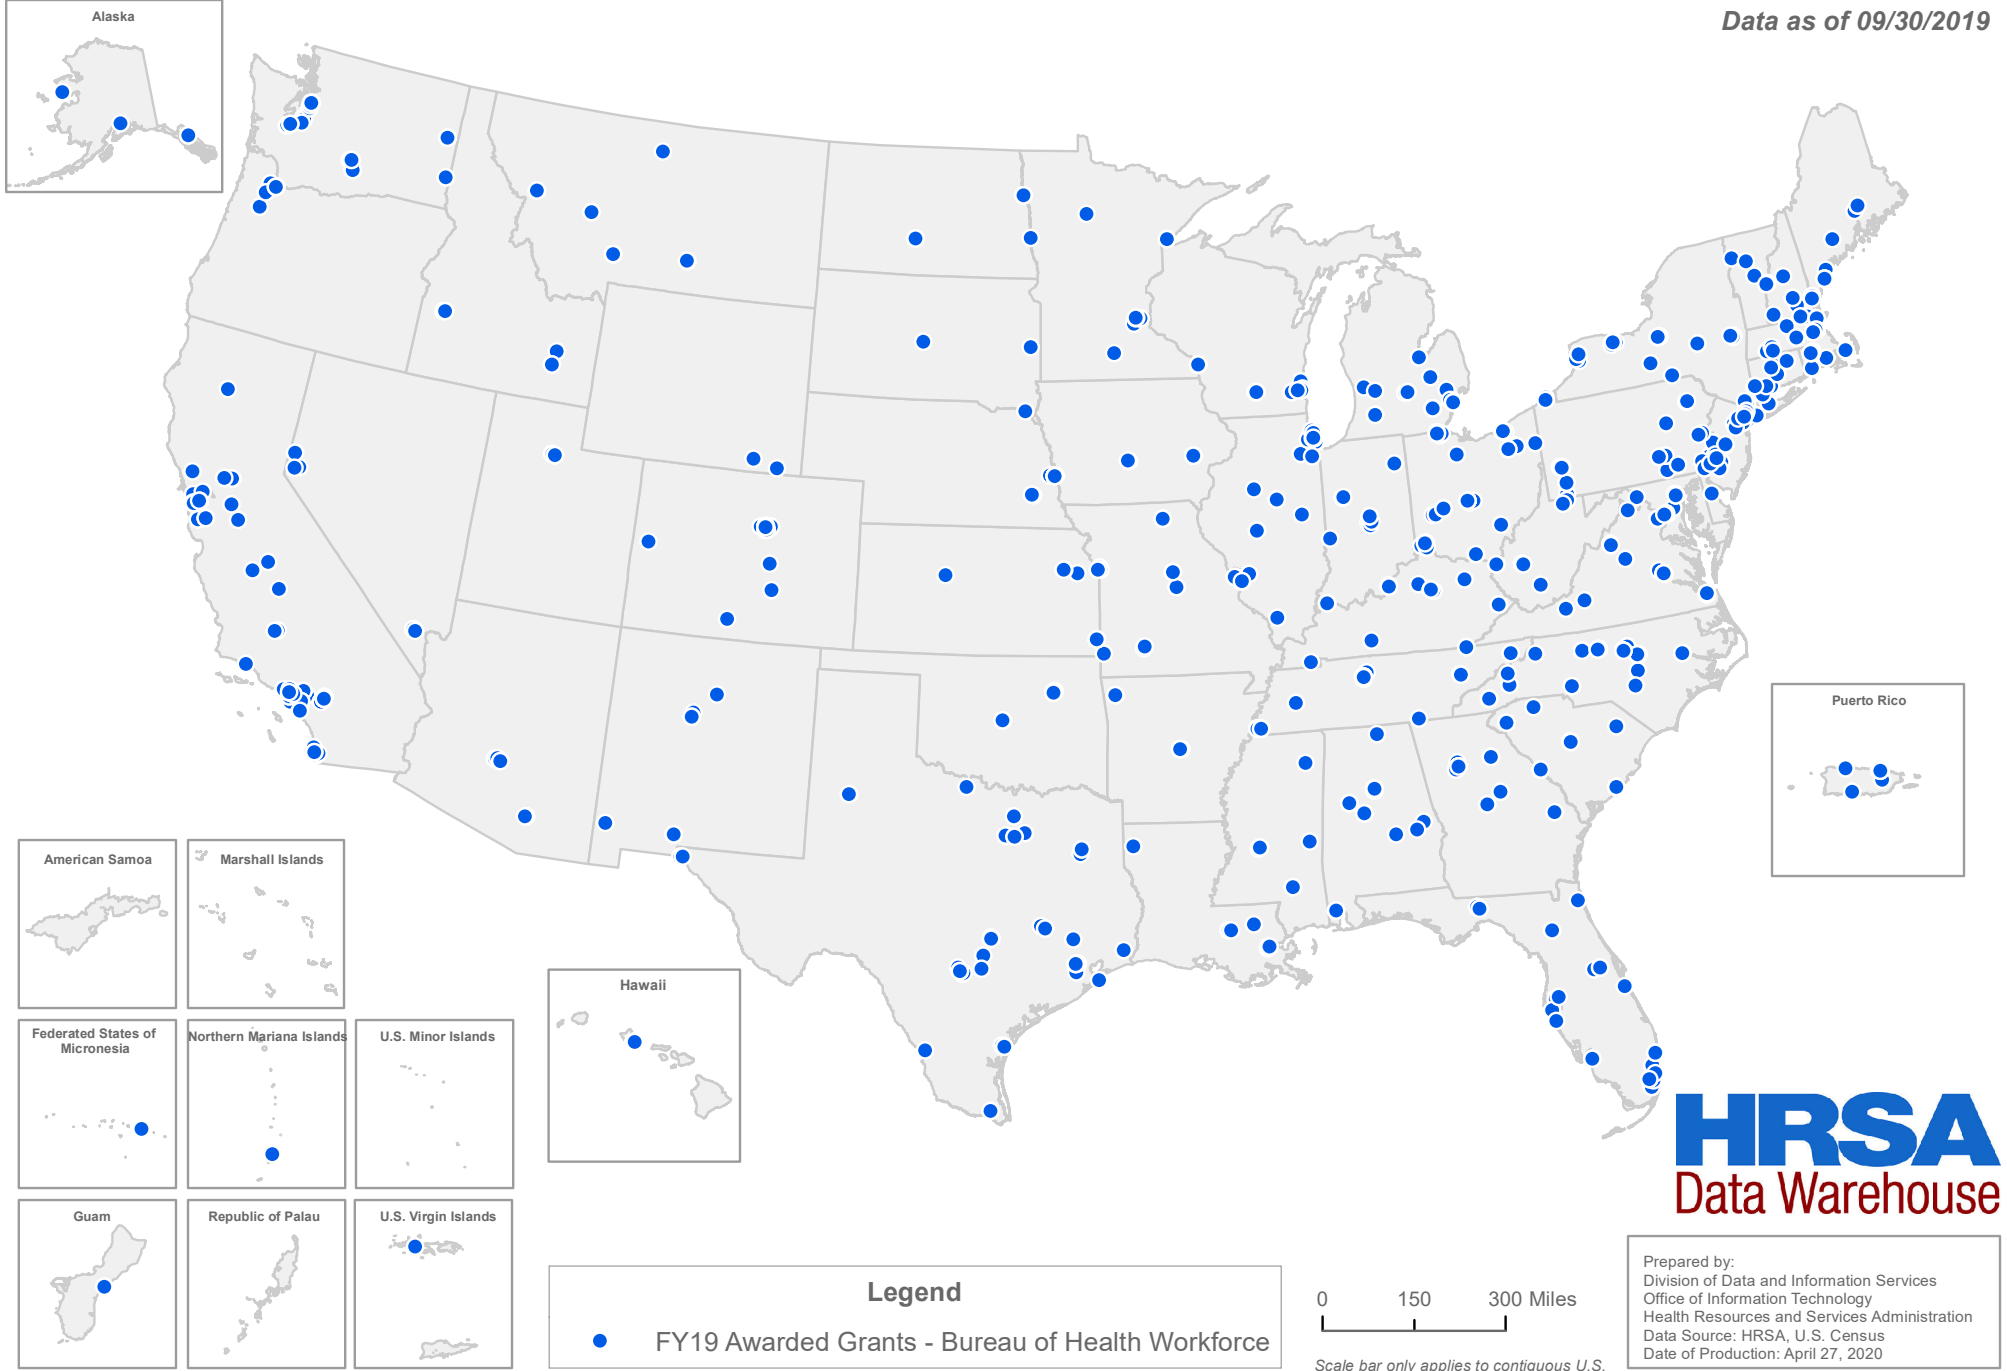 Alaska
Data as of 09/30/2019
Puerto Rico
American Samoa
Marshall Islands
Hawaii
Federated States of
Micronesia
Northern Mariana Islands
U.S. Minor Islands
HRSA
Data Warehouse
Guam
Republic of Palau
U.S. Virgin Islands
Legend
FY19 Awarded Grants - Bureau of Health Workforce
0 150 300 Miles
Scale bar only applies to contiguous U.S.
Prepared by:
Division of Data and Information Services
Office of Information Technology
Health Resources and Services Administration
Data Source: HRSA, U.S. Census
Date of Production: April 27, 2020